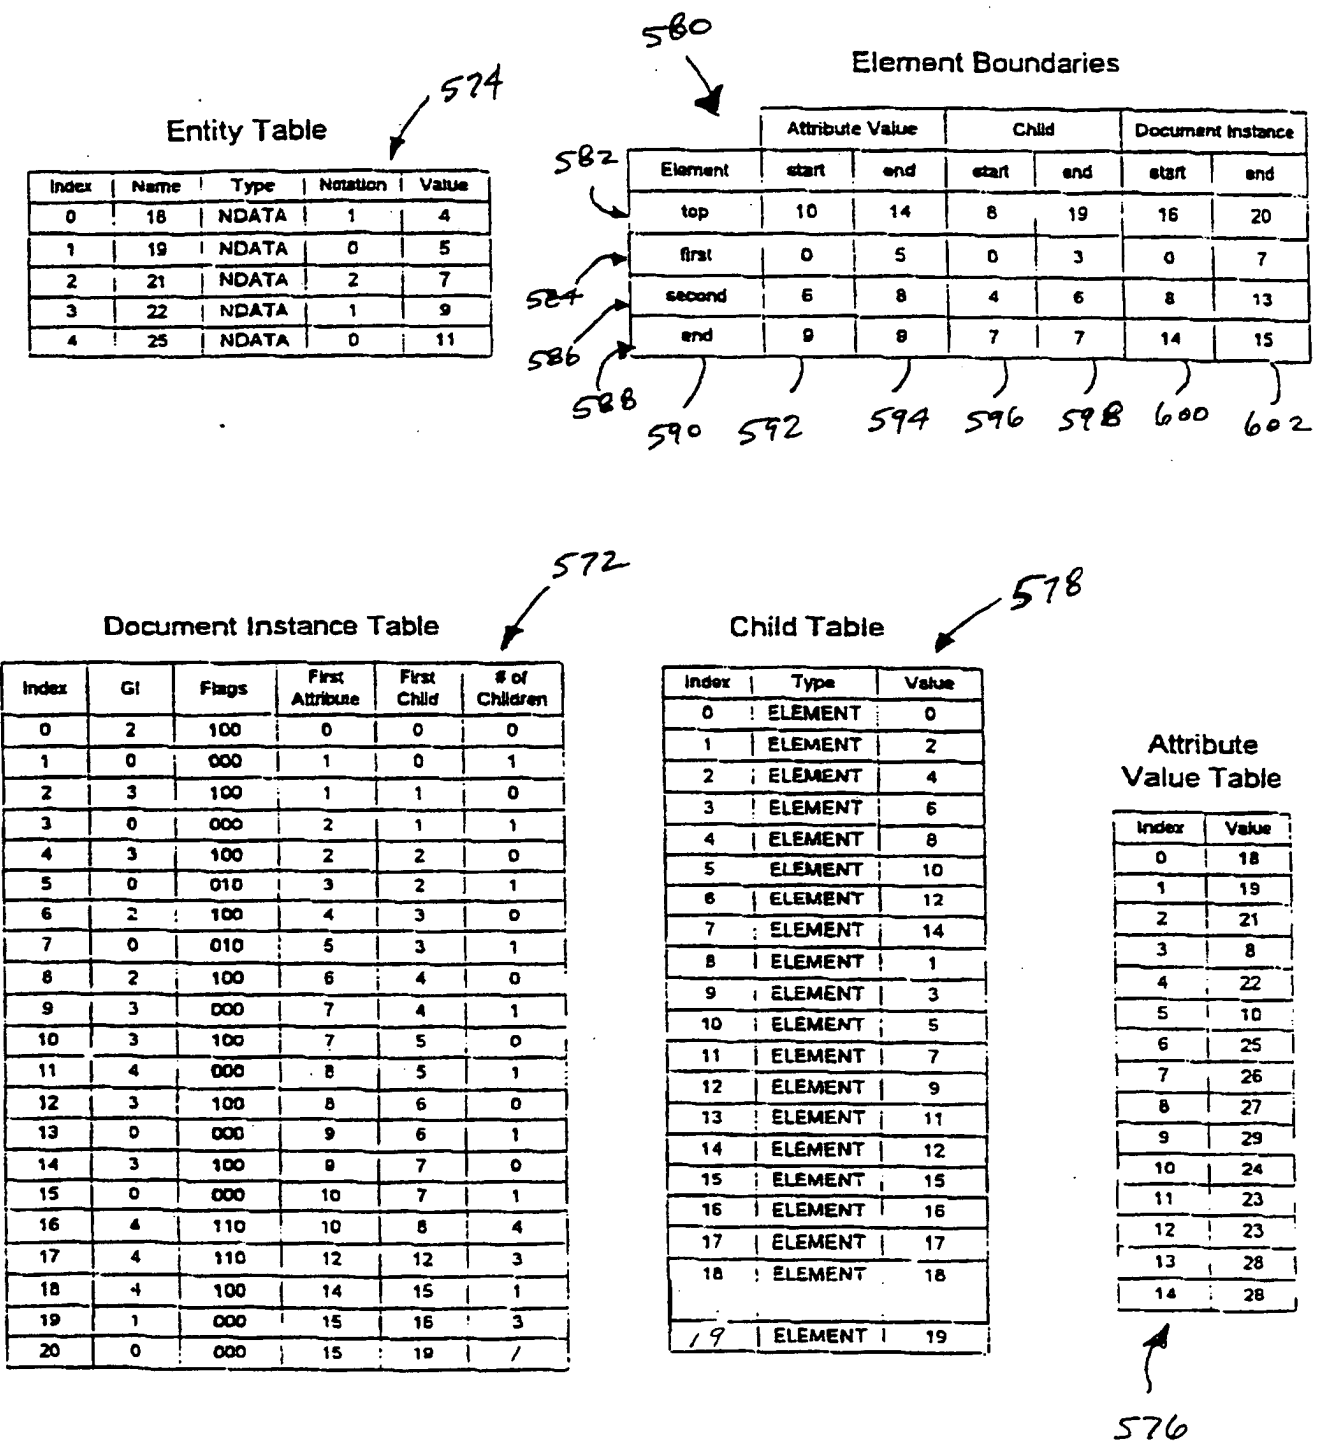 580
Element Boundaries
574
Entity Table
Attribute Value Child Document Instance
582 Element start end start end start end
top 10 14 8 19 16 20
first 0 5 0 3 0 7
584 second 6 8 4 6 8 13
586 end 9 9 7 7 14 15
588
590 592 594 596 598 600 602
Index Name Type Notation Value
0 18 NDATA 1 4
1 19 NDATA 0 5
2 21 NDATA 2 7
3 22 NDATA 1 9
4 25 NDATA 0 11
572
Document Instance Table
Index GI Flags First Attribute First Child # of Children
0 2 100 0 0 0
1 0 000 1 0 1
2 3 100 1 1 0
3 0 000 2 1 1
4 3 100 2 2 0
5 0 010 3 2 1
6 2 100 4 3 0
7 0 010 5 3 1
8 2 100 6 4 0
9 3 000 7 4 1
10 3 100 7 5 0
11 4 000 8 5 1
12 3 100 8 6 0
13 0 000 9 6 1
14 3 100 9 7 0
15 0 000 10 7 1
16 4 110 10 8 4
17 4 110 12 12 3
18 4 100 14 15 1
19 1 000 15 16 3
20 0 000 15 19 1
578
Child Table
Index Type Value
0 ELEMENT 0
1 ELEMENT 2
2 ELEMENT 4
3 ELEMENT 6
4 ELEMENT 8
5 ELEMENT 10
6 ELEMENT 12
7 ELEMENT 14
8 ELEMENT 1
9 ELEMENT 3
10 ELEMENT 5
11 ELEMENT 7
12 ELEMENT 9
13 ELEMENT 11
14 ELEMENT 12
15 ELEMENT 15
16 ELEMENT 16
17 ELEMENT 17
18 ELEMENT 18
19 ELEMENT 19
Attribute
Value Table
Index Value
0 18
1 19
2 21
3 8
4 22
5 10
6 25
7 26
8 27
9 29
10 24
11 23
12 23
13 28
14 28
576